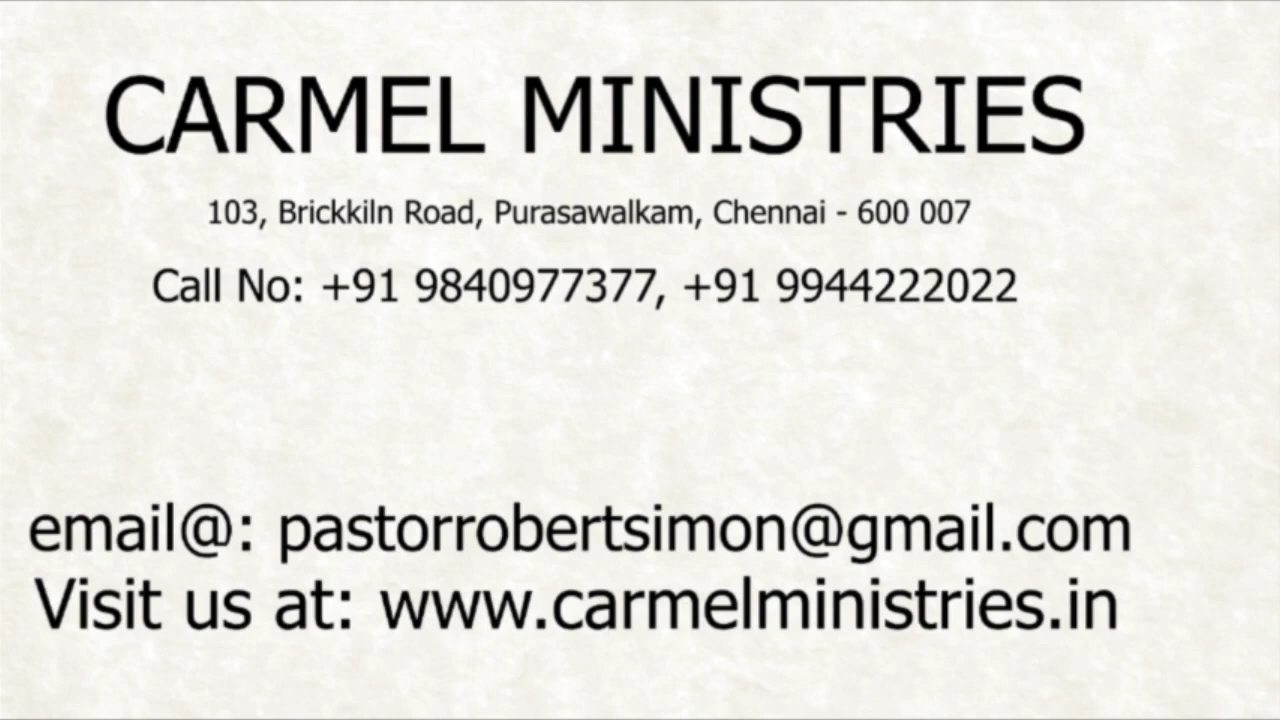 CARMEL MINISTRIES
103, Brickkiln Road, Purasawalkam, Chennai - 600 007
Call No: +91 9840977377, +91 9944222022
email@: pastorrobertsimon@gmail.com
Visit us at: www.carmelministries.in